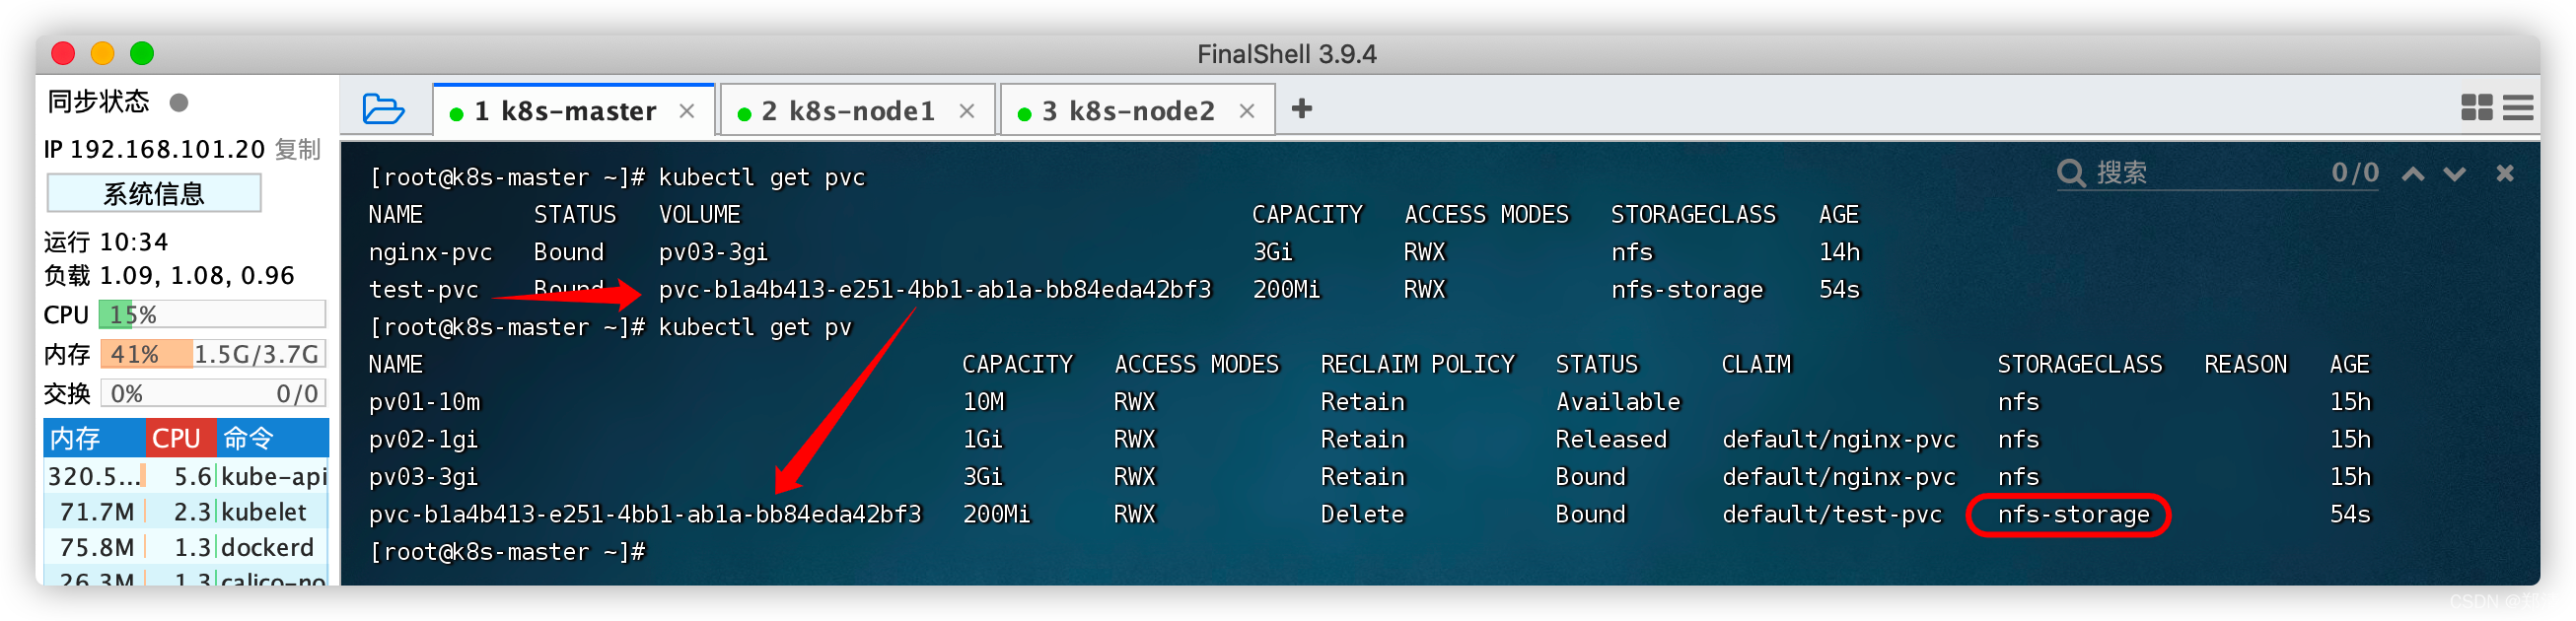 FinalShell 3.9.4
同步状态
IP 192.168.101.20 复制
系统信息
运行 10:34
负载 1.09, 1.08, 0.96
CPU 15%
内存 41% 1.5G/3.7G
交换 0% 0/0
内存 CPU 命令
320.5... 5.6 kube-api
71.7M 2.3 kubelet
75.8M 1.3 dockerd
26.3M 1.3 calico-no
1 k8s-master 2 k8s-node1 3 k8s-node2
搜索 0/0
[root@k8s-master ~]# kubectl get pvc
NAME STATUS VOLUME CAPACITY ACCESS MODES STORAGECLASS AGE
nginx-pvc Bound pv03-3gi 3Gi RWX nfs 14h
test-pvc Bound pvc-b1a4b413-e251-4bb1-ab1a-bb84eda42bf3 200Mi RWX nfs-storage 54s
[root@k8s-master ~]# kubectl get pv
NAME CAPACITY ACCESS MODES RECLAIM POLICY STATUS CLAIM STORAGECLASS REASON AGE
pv01-10m 10M RWX Retain Available nfs 15h
pv02-1gi 1Gi RWX Retain Released default/nginx-pvc nfs 15h
pv03-3gi 3Gi RWX Retain Bound default/nginx-pvc nfs 15h
pvc-b1a4b413-e251-4bb1-ab1a-bb84eda42bf3 200Mi RWX Delete Bound default/test-pvc nfs-storage 54s
[root@k8s-master ~]#
CSDN